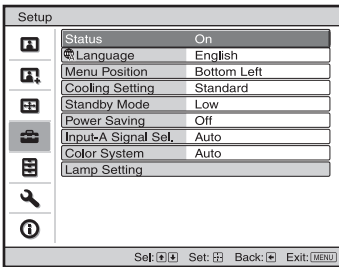 Setup
Status On
Language English
Menu Position Bottom Left
Cooling Setting Standard
Standby Mode Low
Power Saving Off
Input-A Signal Sel. Auto
Color System Auto
Lamp Setting
Sel: Set: Back: Exit: MENU